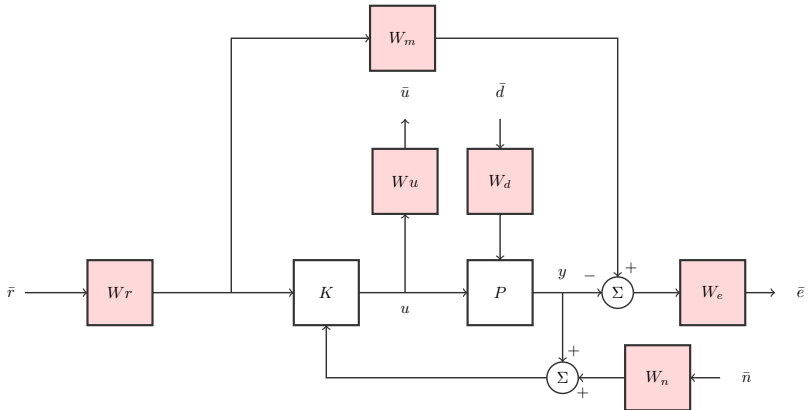 W_m
ū d̄
Wu W_d
r̄ Wr K u P y − + Σ W_e ē
+ Σ + W_n n̄